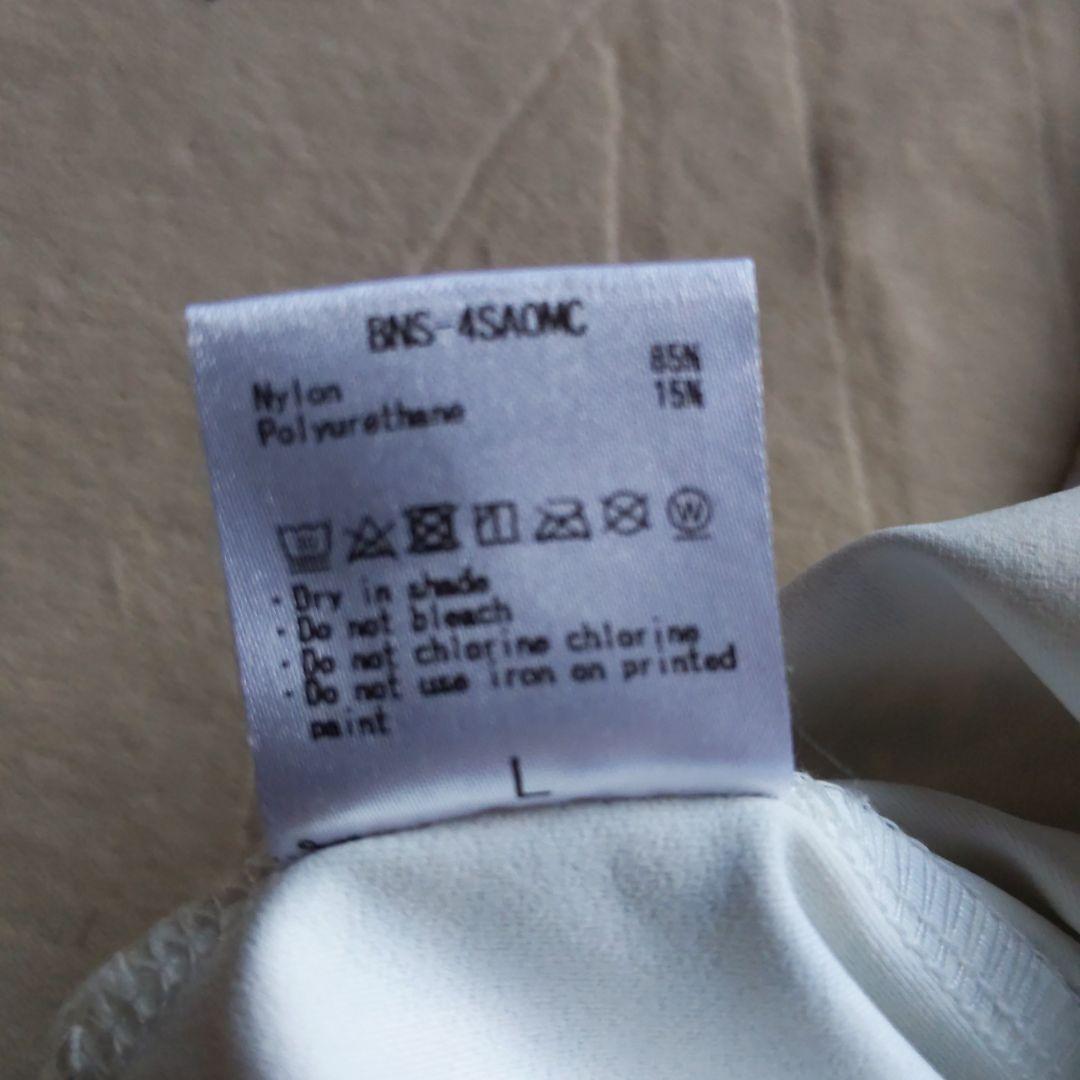 BNS-4SAOMC
Nylon 85%
Polyurethane 15%
W
· Dry in shade
· Do not bleach
· Do not chlorine chlorine
· Do not use iron on printed
paint
L